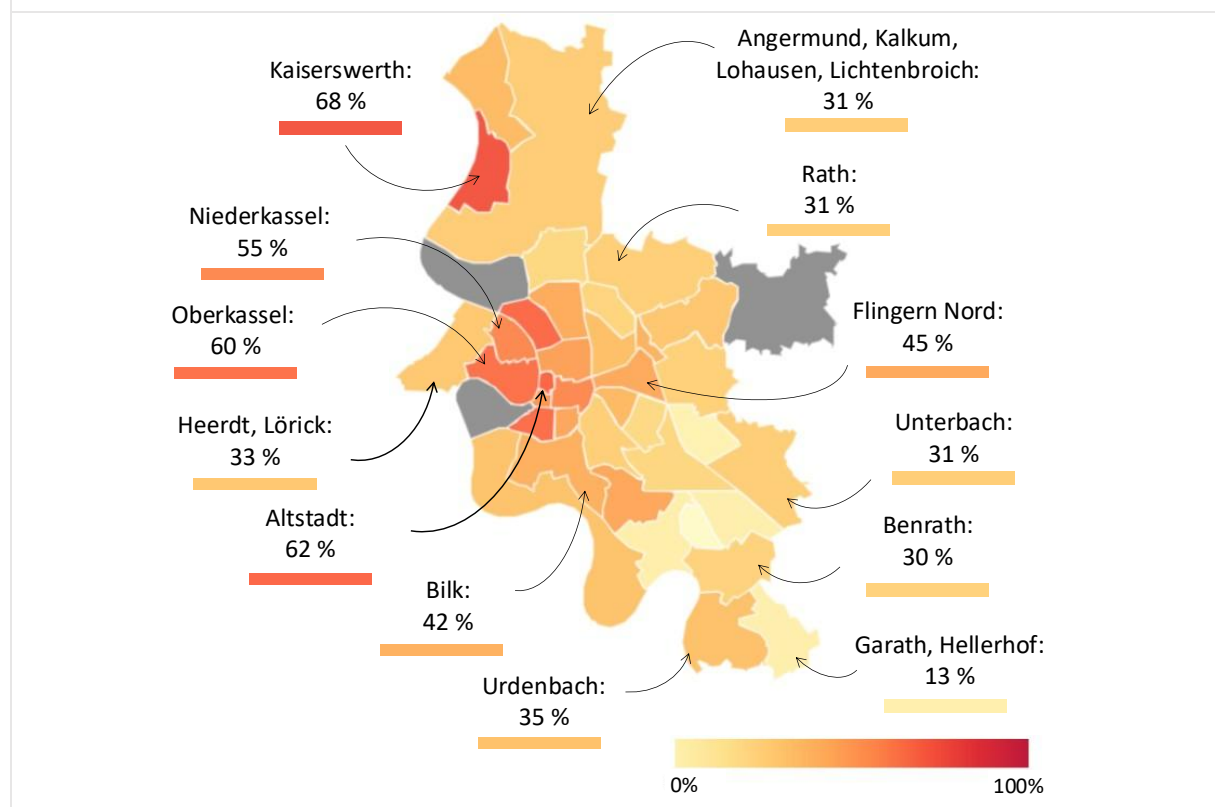 Angermund, Kalkum,
Lohausen, Lichtenbroich:
31 %
Kaiserswerth:
68 %
Rath:
31 %
Niederkassel:
55 %
Oberkassel:
60 %
Flingern Nord:
45 %
Heerdt, Lörick:
33 %
Unterbach:
31 %
Altstadt:
62 %
Benrath:
30 %
Bilk:
42 %
Garath, Hellerhof:
13 %
Urdenbach:
35 %
0%
100%